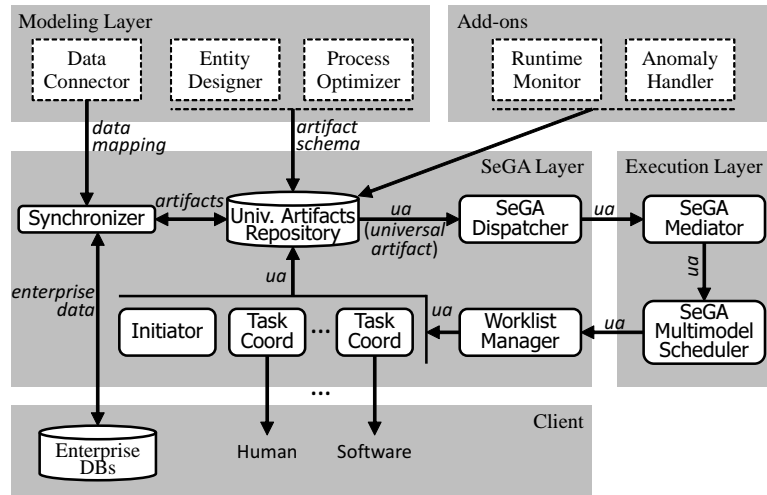 Modeling Layer
Add-ons
Data
Connector
Entity
Designer
Process
Optimizer
Runtime
Monitor
Anomaly
Handler
data
mapping
artifact
schema
SeGA Layer
Execution Layer
Synchronizer
artifacts
Univ. Artifacts
Repository
ua
(universal
artifact)
SeGA
Dispatcher
ua
SeGA
Mediator
ua
ua
enterprise
data
Initiator
Task
Coord
...
Task
Coord
ua
Worklist
Manager
ua
SeGA
Multimodel
Scheduler
...
Client
Enterprise
DBs
Human
Software